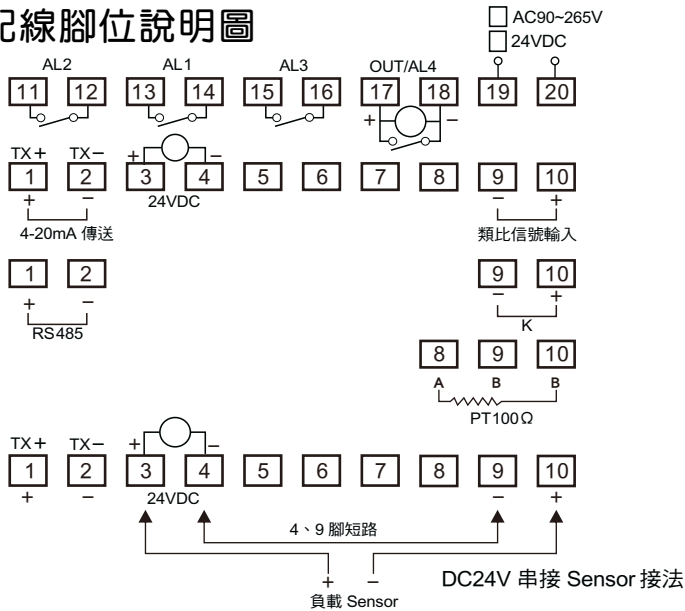 配線腳位說明圖
AC90~265V
24VDC
AL2 AL1 AL3 OUT/AL4
11 12 13 14 15 16 17 18 19 20
+ −
TX+ TX− + −
1 2 3 4 5 6 7 8 9 10
+ − 24VDC − +
4-20mA 傳送 類比信號輸入
1 2 9 10
+ − − +
RS485 K
8 9 10
A B B
PT100Ω
TX+ TX− + −
1 2 3 4 5 6 7 8 9 10
+ − 24VDC − +
4、9 腳短路
+ − DC24V 串接 Sensor 接法
負載 Sensor